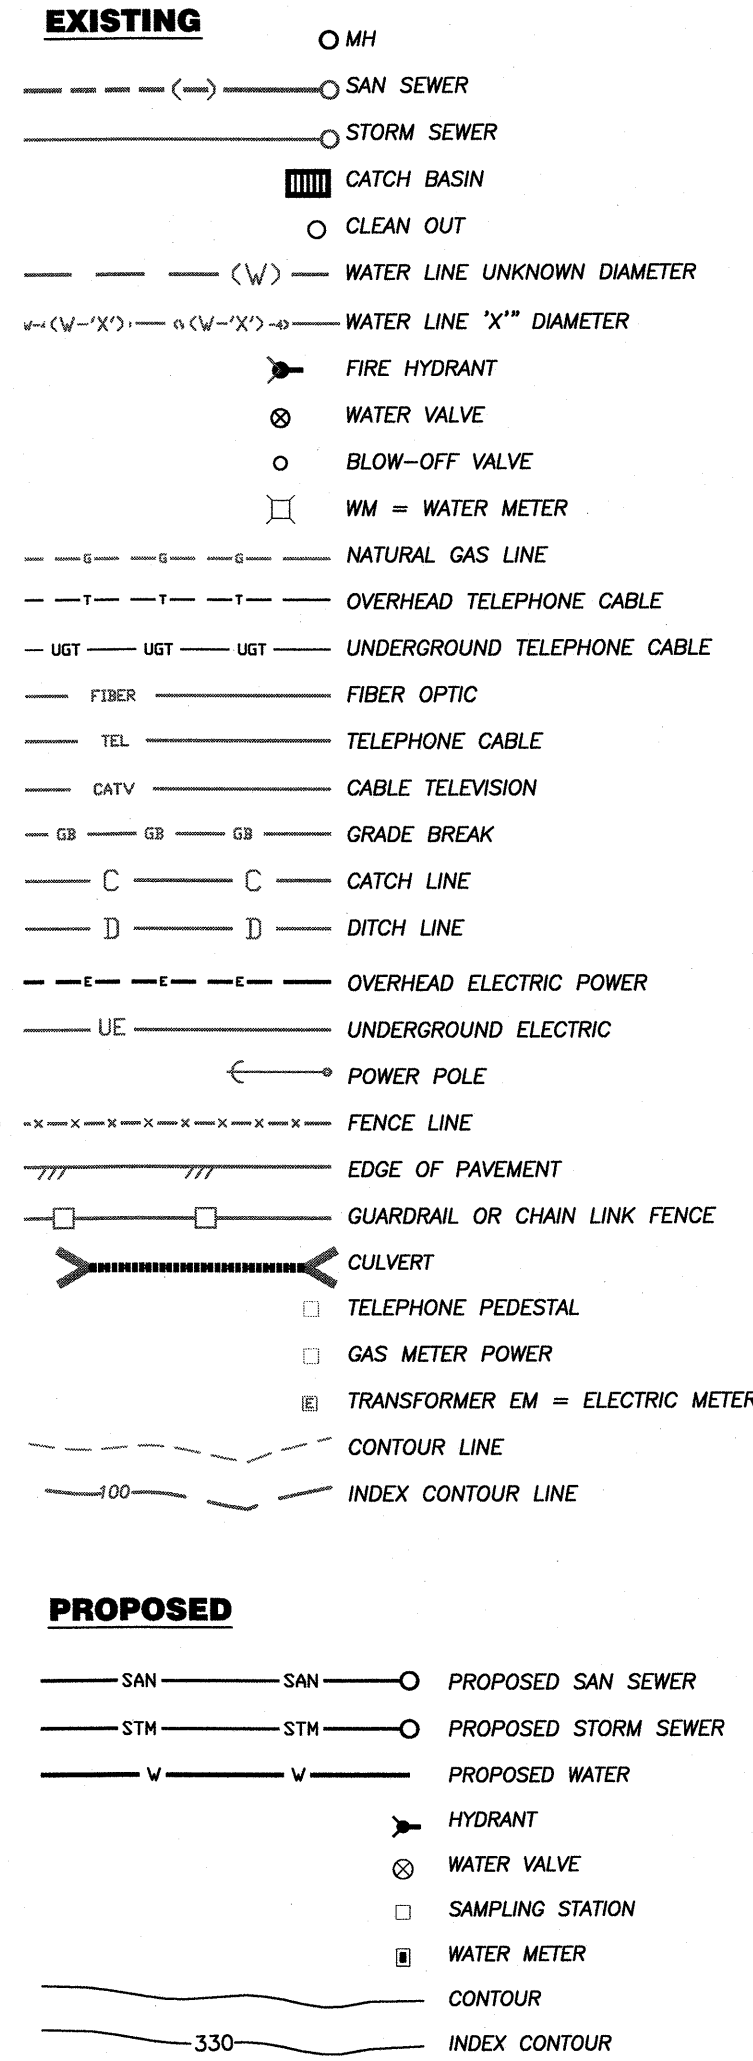 EXISTING
MH
(-) SAN SEWER
STORM SEWER
CATCH BASIN
CLEAN OUT
(W) WATER LINE UNKNOWN DIAMETER
(W-'X') (W-'X') WATER LINE 'X'" DIAMETER
FIRE HYDRANT
WATER VALVE
BLOW-OFF VALVE
WM = WATER METER
G G G NATURAL GAS LINE
T T T OVERHEAD TELEPHONE CABLE
UGT UGT UGT UNDERGROUND TELEPHONE CABLE
FIBER FIBER OPTIC
TEL TELEPHONE CABLE
CATV CABLE TELEVISION
GB GB GB GRADE BREAK
C C CATCH LINE
D D DITCH LINE
E E E OVERHEAD ELECTRIC POWER
UE UNDERGROUND ELECTRIC
POWER POLE
x x x x x x x x FENCE LINE
EDGE OF PAVEMENT
GUARDRAIL OR CHAIN LINK FENCE
CULVERT
TELEPHONE PEDESTAL
GAS METER POWER
E TRANSFORMER EM = ELECTRIC METER
CONTOUR LINE
100 INDEX CONTOUR LINE
PROPOSED
SAN SAN PROPOSED SAN SEWER
STM STM PROPOSED STORM SEWER
W W PROPOSED WATER
HYDRANT
WATER VALVE
SAMPLING STATION
WATER METER
CONTOUR
330 INDEX CONTOUR